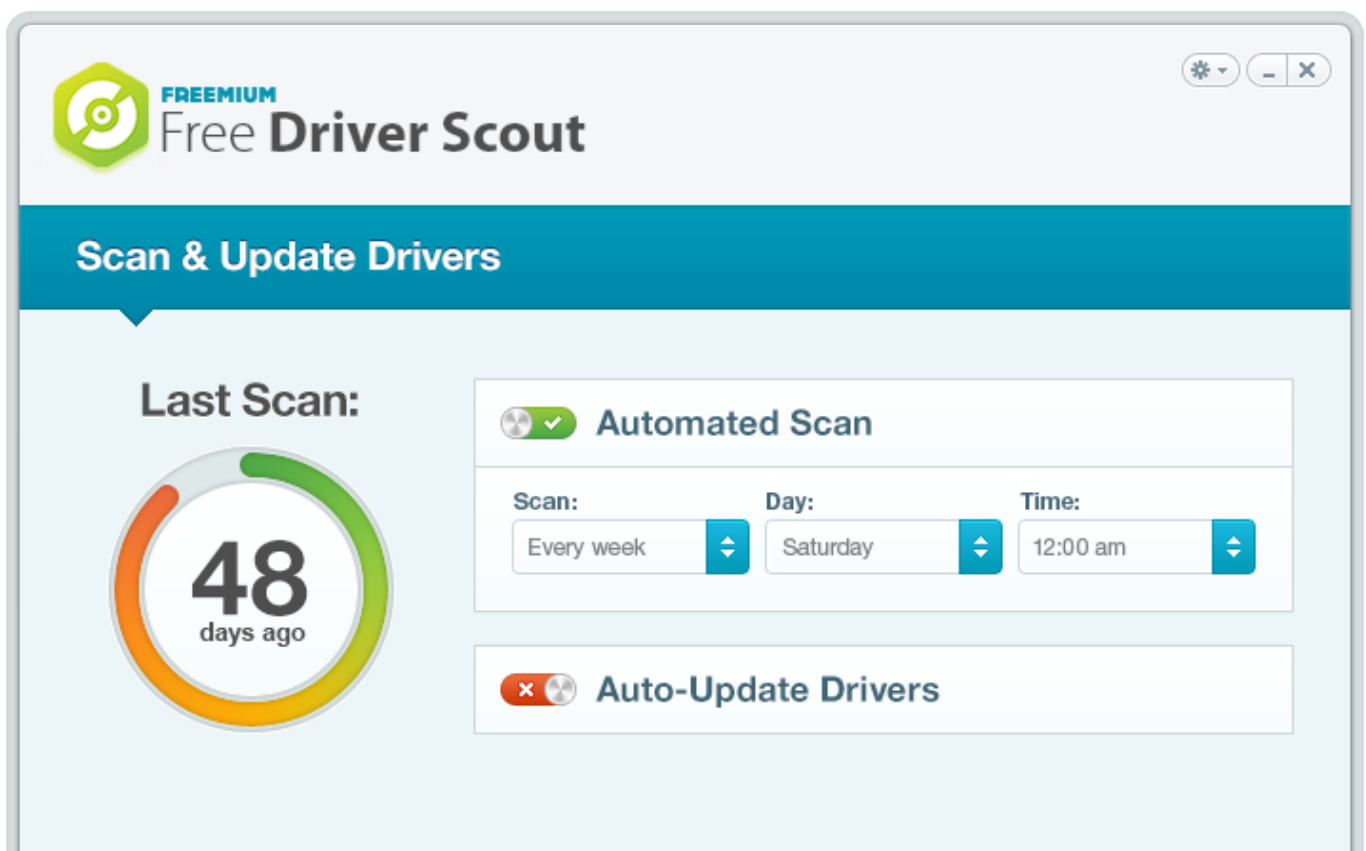 FREEMIUM
Free Driver Scout
Scan & Update Drivers
Last Scan:
48
days ago
Automated Scan
Scan: Day: Time:
Every week Saturday 12:00 am
Auto-Update Drivers